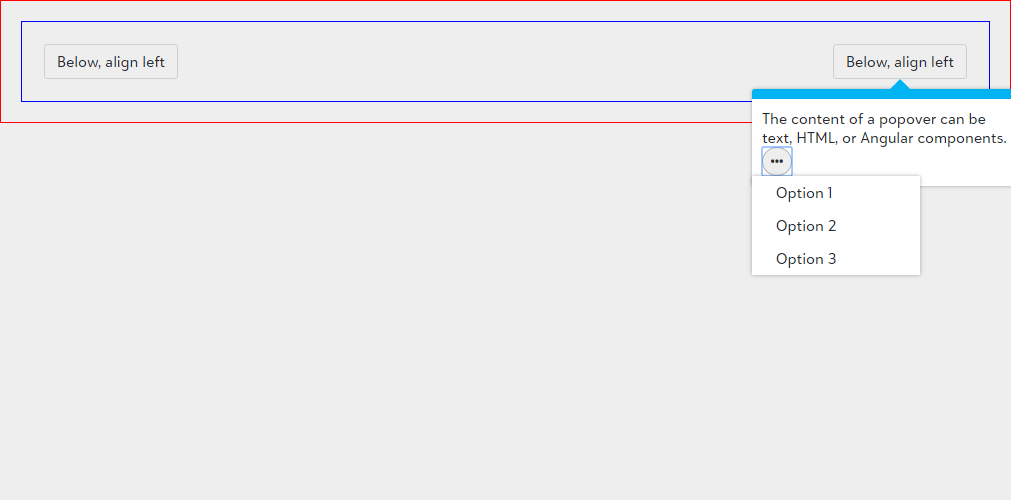 Below, align left
Below, align left
The content of a popover can be
text, HTML, or Angular components.
•••
Option 1
Option 2
Option 3